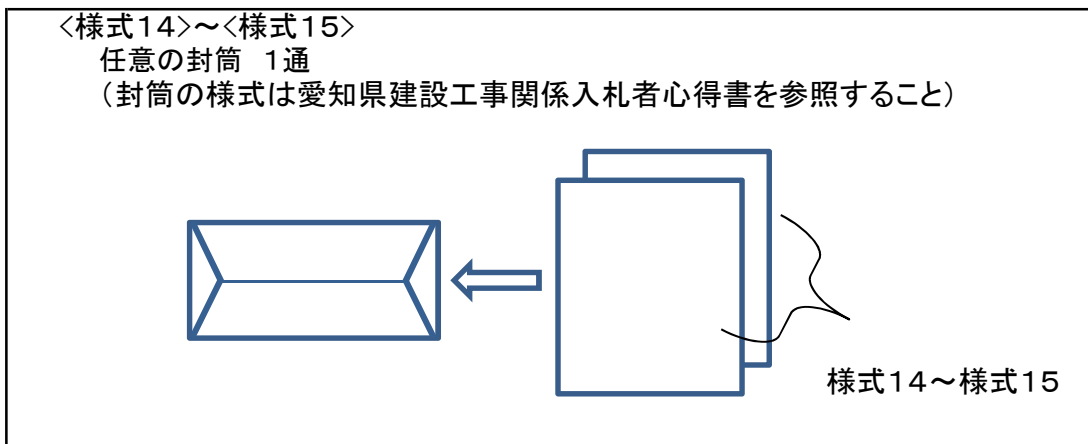 <様式１４>～<様式１５>
任意の封筒　１通
（封筒の様式は愛知県建設工事関係入札者心得書を参照すること）
様式１４～様式１５